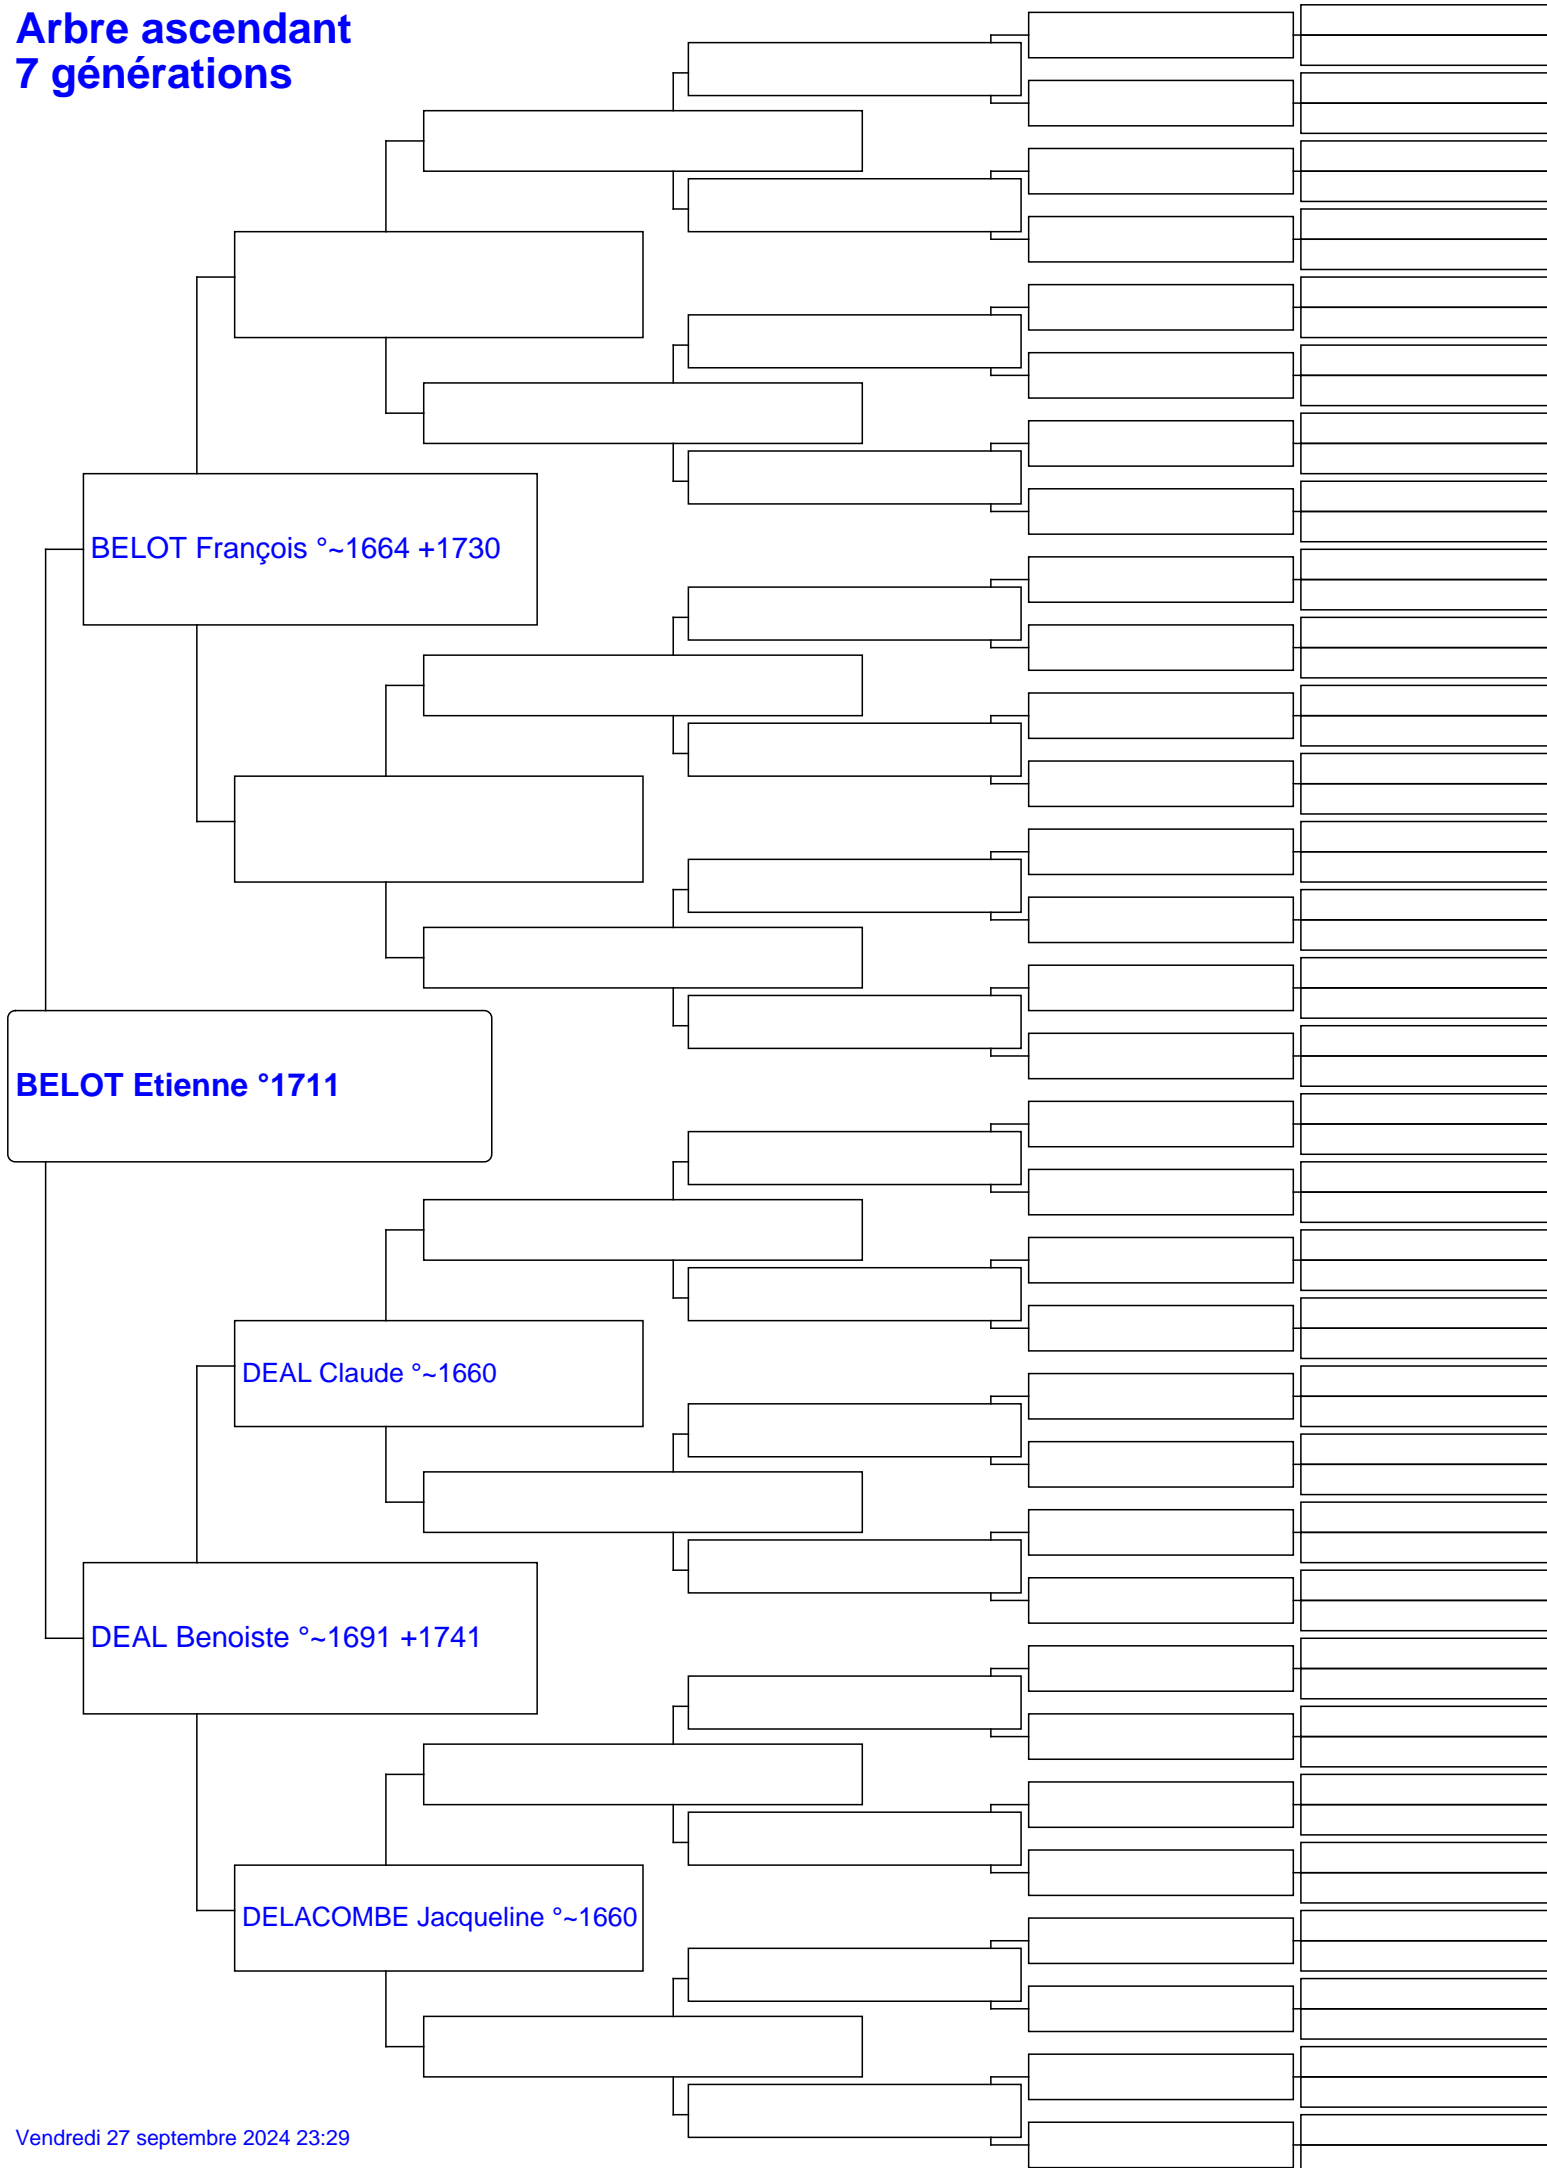 Arbre ascendant
7 générations
BELOT François °~1664 +1730
BELOT Etienne °1711
DEAL Claude °~1660
DEAL Benoiste °~1691 +1741
DELACOMBE Jacqueline °~1660
Vendredi 27 septembre 2024 23:29